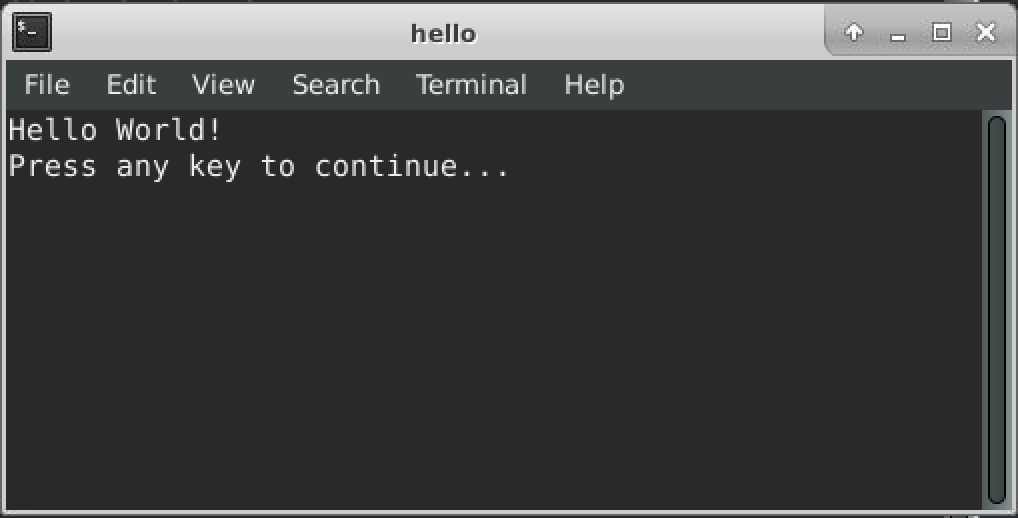 hello
File Edit View Search Terminal Help
Hello World!
Press any key to continue...